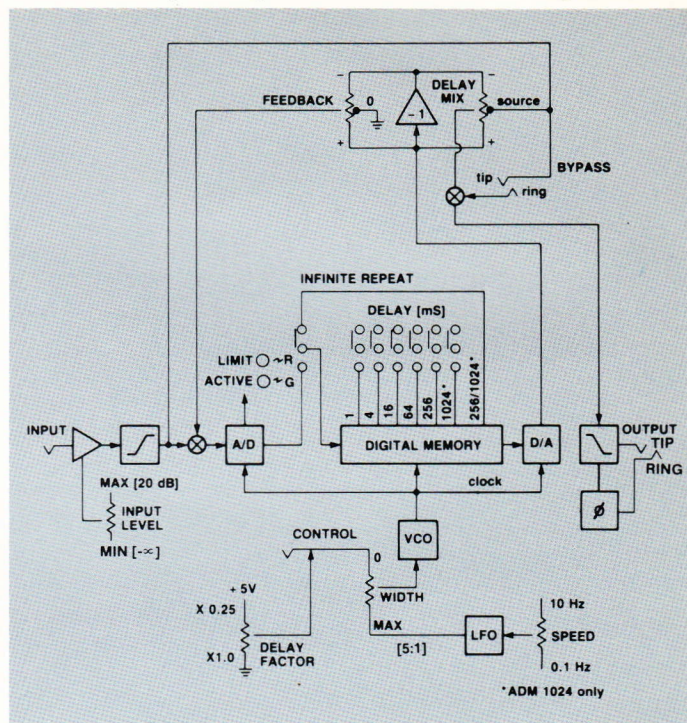 −
−
FEEDBACK
0
DELAY
MIX
source
− 1
+
+
BYPASS
tip
ring
INFINITE REPEAT
DELAY [mS]
LIMIT ~R
ACTIVE ~G
1
4
16
64
256
1024*
256/1024*
INPUT
A/D
DIGITAL MEMORY
D/A
OUTPUT
TIP
RING
MAX [20 dB]
clock
INPUT
LEVEL
MIN [-∞]
ø
CONTROL
0
VCO
+ 5V
WIDTH
X 0.25
MAX
10 Hz
LFO
SPEED
X1.0
DELAY
FACTOR
[5:1]
0.1 Hz
*ADM 1024 only